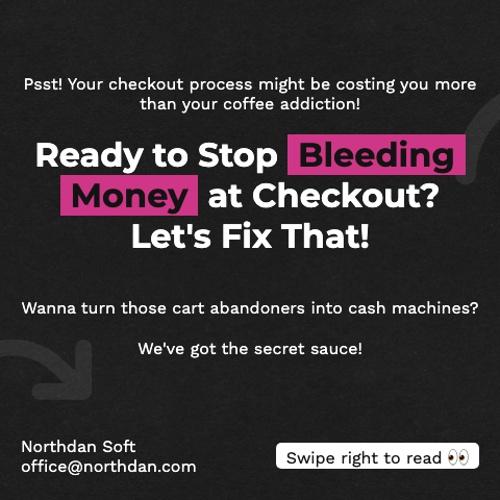 Psst! Your checkout process might be costing you more
than your coffee addiction!
Ready to Stop Bleeding
Money at Checkout?
Let's Fix That!
Wanna turn those cart abandoners into cash machines?
We've got the secret sauce!
Northdan Soft
office@northdan.com
Swipe right to read 👀